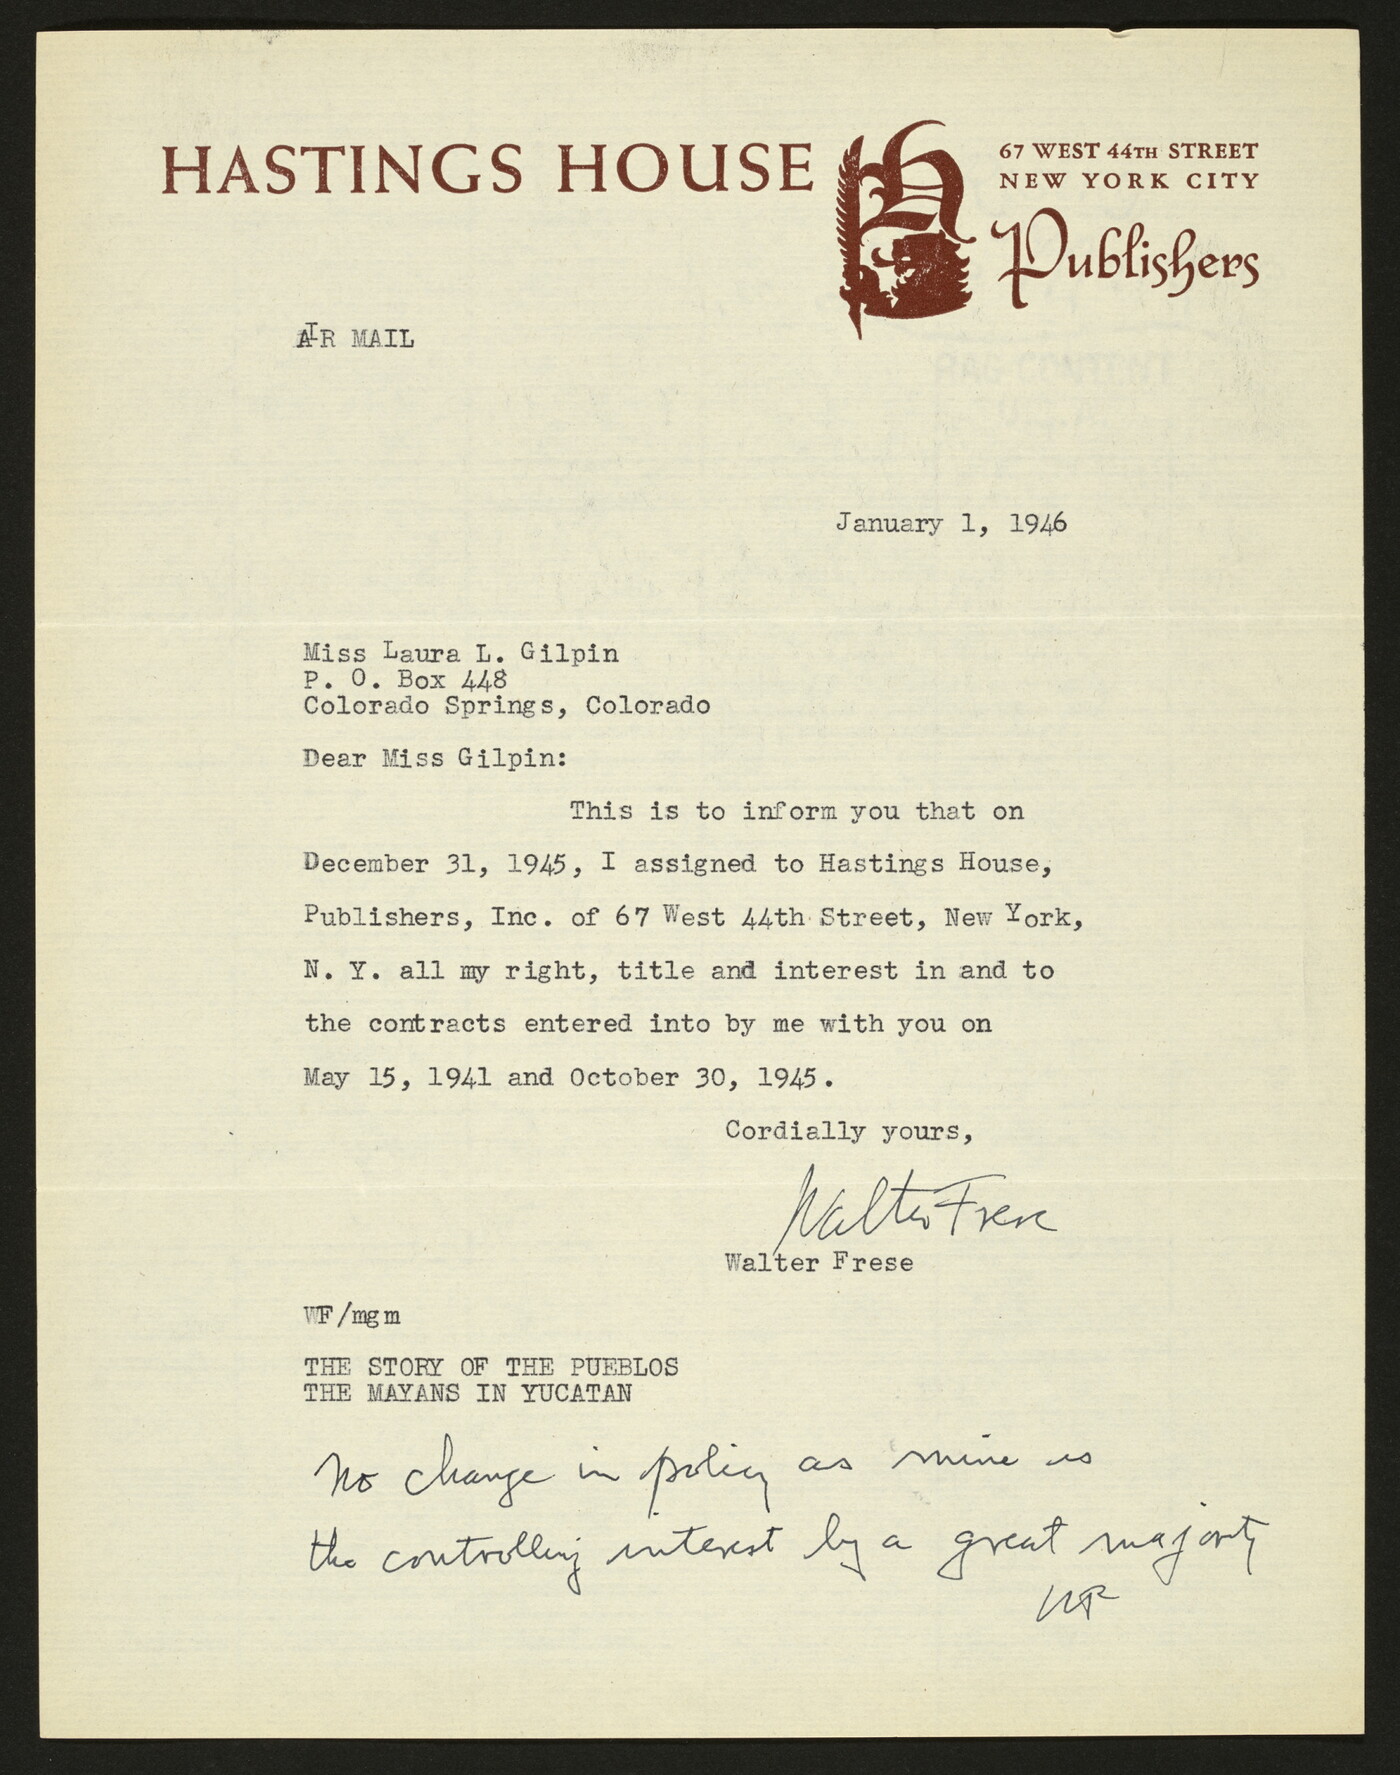 HASTINGS HOUSE
67 WEST 44TH STREET
NEW YORK CITY
Publishers
AIR MAIL
January 1, 1946
Miss Laura L. Gilpin
P. O. Box 448
Colorado Springs, Colorado
Dear Miss Gilpin:
This is to inform you that on
December 31, 1945, I assigned to Hastings House,
Publishers, Inc. of 67 West 44th Street, New York,
N. Y. all my right, title and interest in and to
the contracts entered into by me with you on
May 15, 1941 and October 30, 1945.
Cordially yours,
Walter Frese
Walter Frese
WF/mgm
THE STORY OF THE PUEBLOS
THE MAYANS IN YUCATAN
No change in policy as mine is
the controlling interest by a great majority
WF